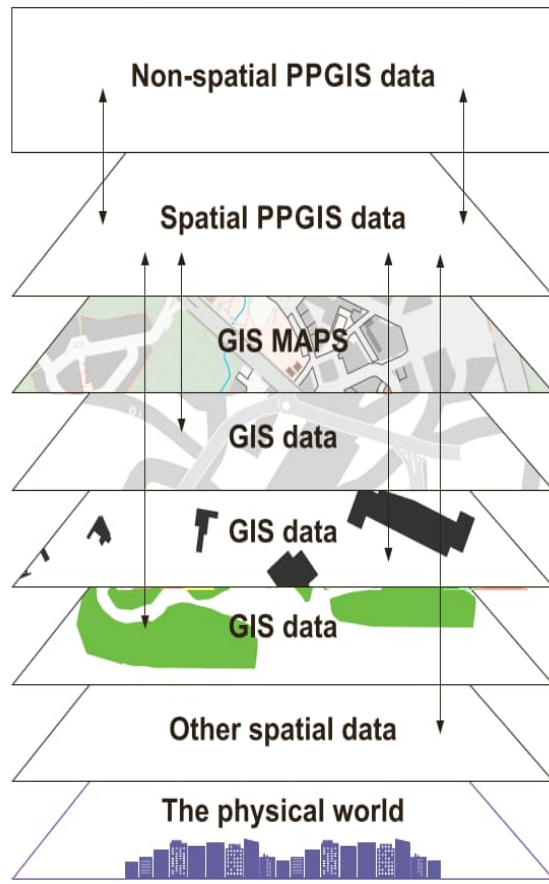 Non-spatial PPGIS data
Spatial PPGIS data
GIS MAPS
GIS data
GIS data
GIS data
Other spatial data
The physical world